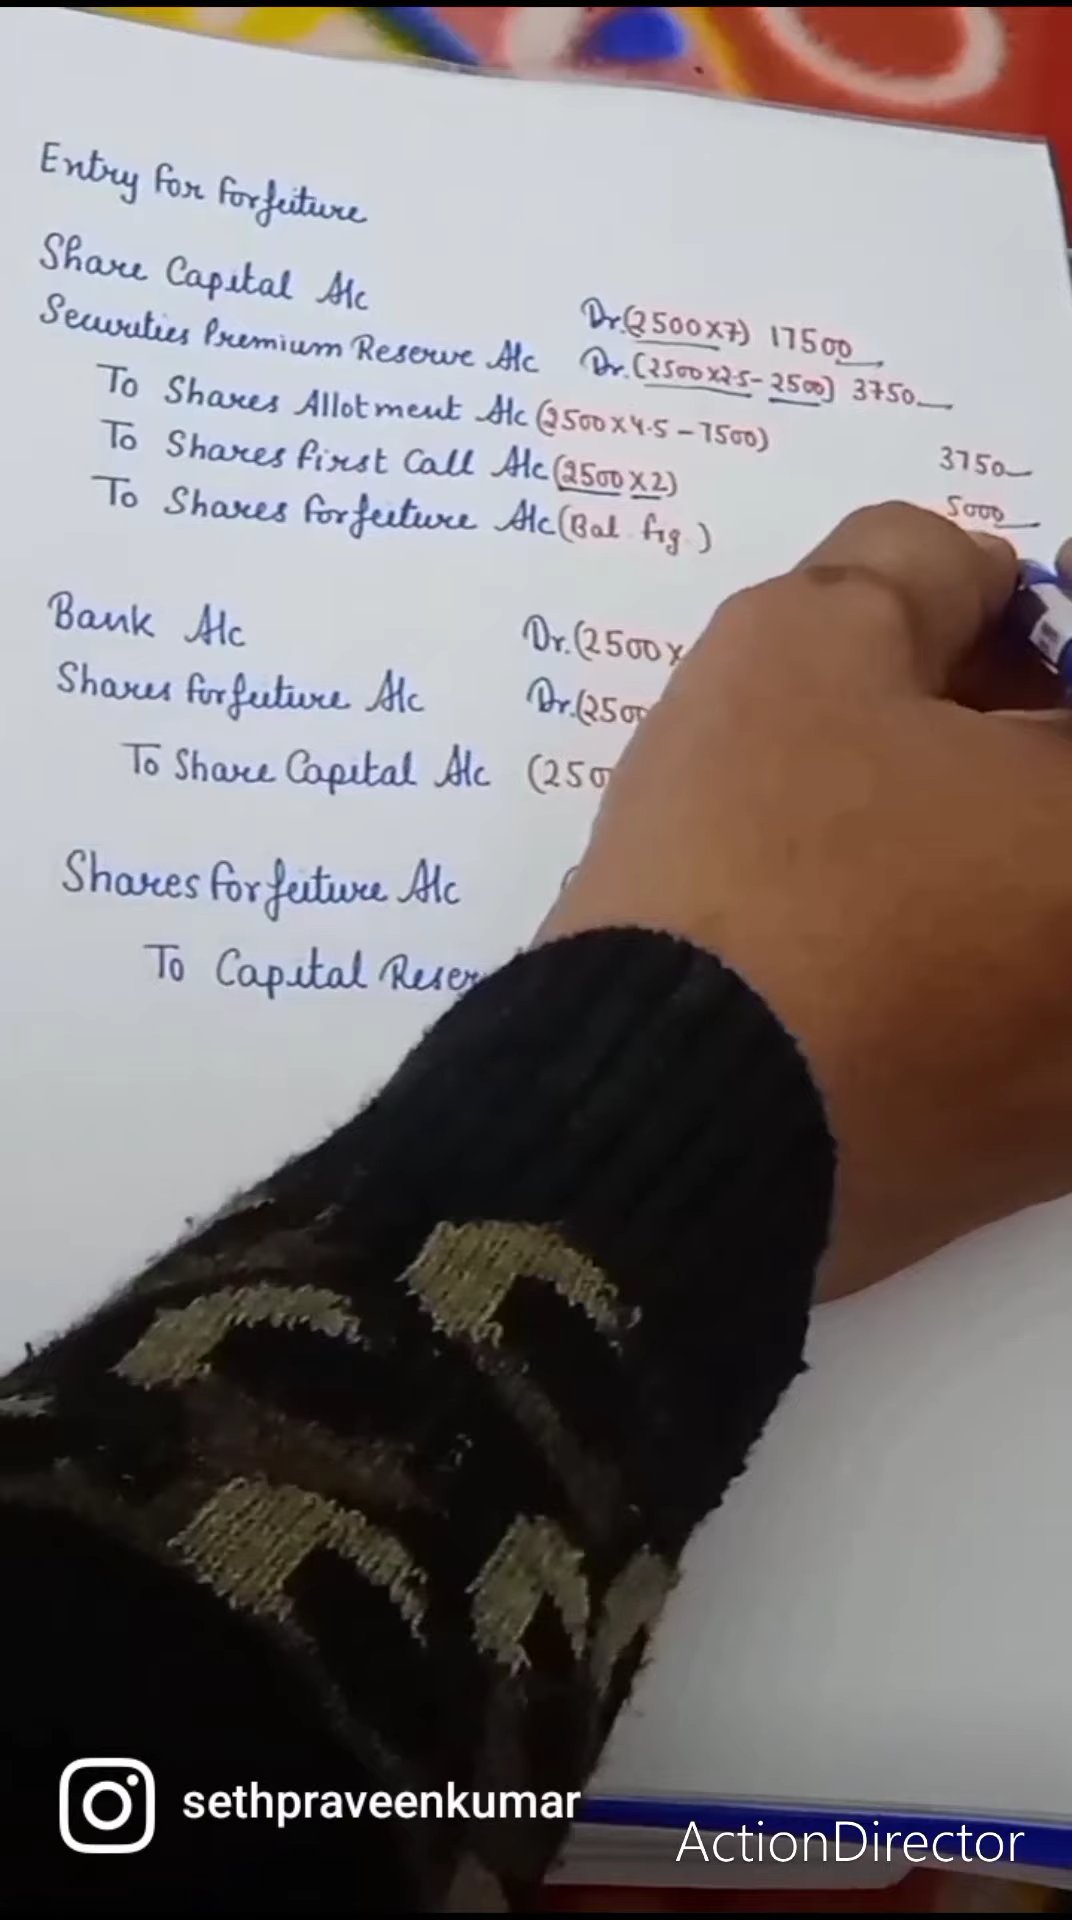 Entry for forfeiture
Share Capital A/c Dr.(2500x7) 17500
Securities Premium Reserve A/c Dr.(2500x2.5-2500) 3750
To Shares Allotment A/c (2500x4.5-7500) 3750
To Shares first Call A/c (2500x2) 5000
To Shares forfeiture A/c (Bal. fig.)
Bank A/c Dr.(2500x
Shares forfeiture A/c Dr.(2500
To Share Capital A/c (250
Shares forfeiture A/c
To Capital Reser
sethpraveenkumar
ActionDirector